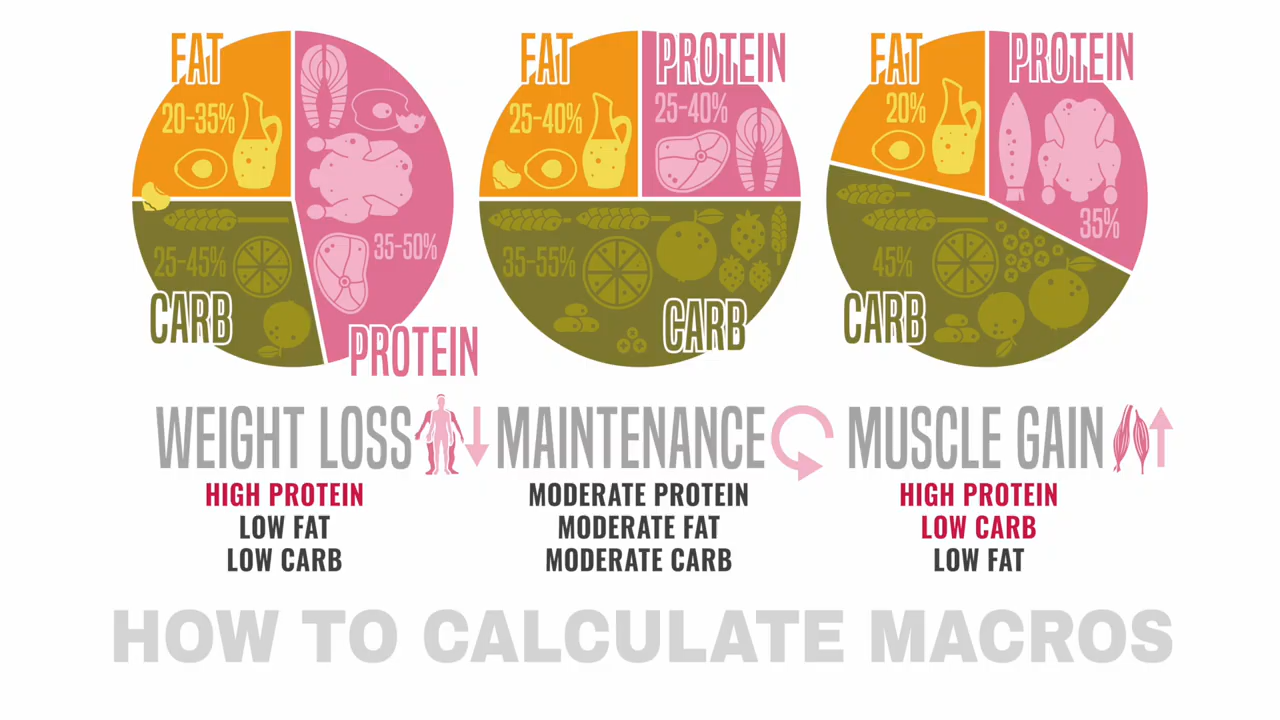 FAT
20-35%
25-45%
CARB
35-50%
PROTEIN
FAT
PROTEIN
25-40%
25-40%
35-55%
CARB
FAT
PROTEIN
20%
35%
45%
CARB
WEIGHT LOSS
HIGH PROTEIN
LOW FAT
LOW CARB
MAINTENANCE
MODERATE PROTEIN
MODERATE FAT
MODERATE CARB
MUSCLE GAIN
HIGH PROTEIN
LOW CARB
LOW FAT
HOW TO CALCULATE MACROS